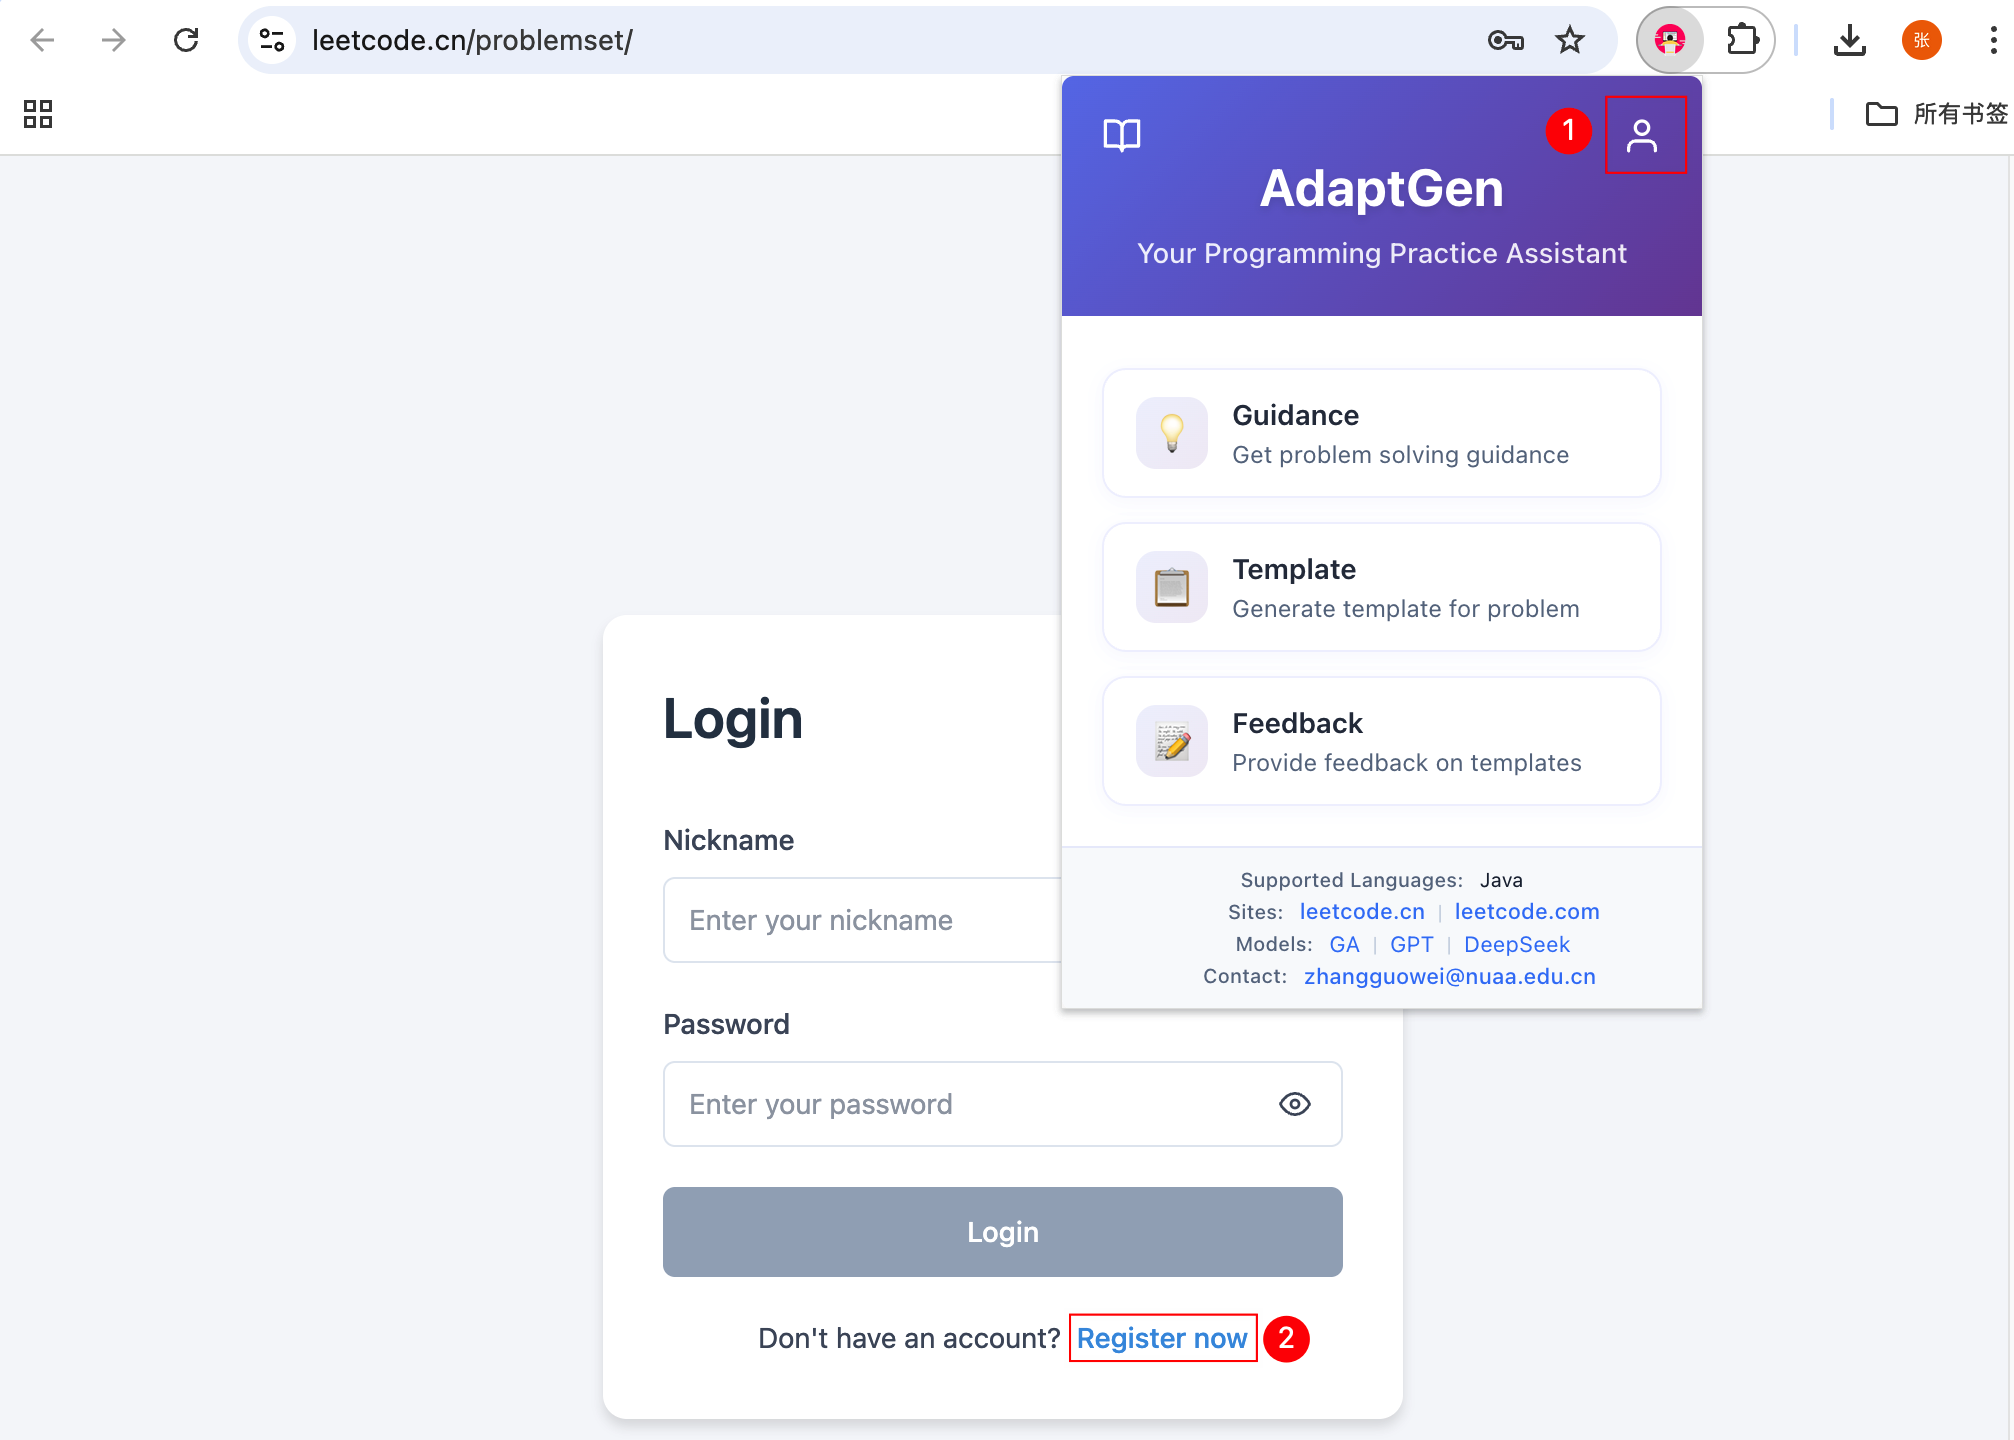 leetcode.cn/problemset/
张
所有书签
1
AdaptGen
Your Programming Practice Assistant
Guidance
Get problem solving guidance
Template
Generate template for problem
Feedback
Provide feedback on templates
Supported Languages: Java
Sites: leetcode.cn | leetcode.com
Models: GA | GPT | DeepSeek
Contact: zhangguowei@nuaa.edu.cn
Login
Nickname
Enter your nickname
Password
Enter your password
Login
Don't have an account? Register now 2